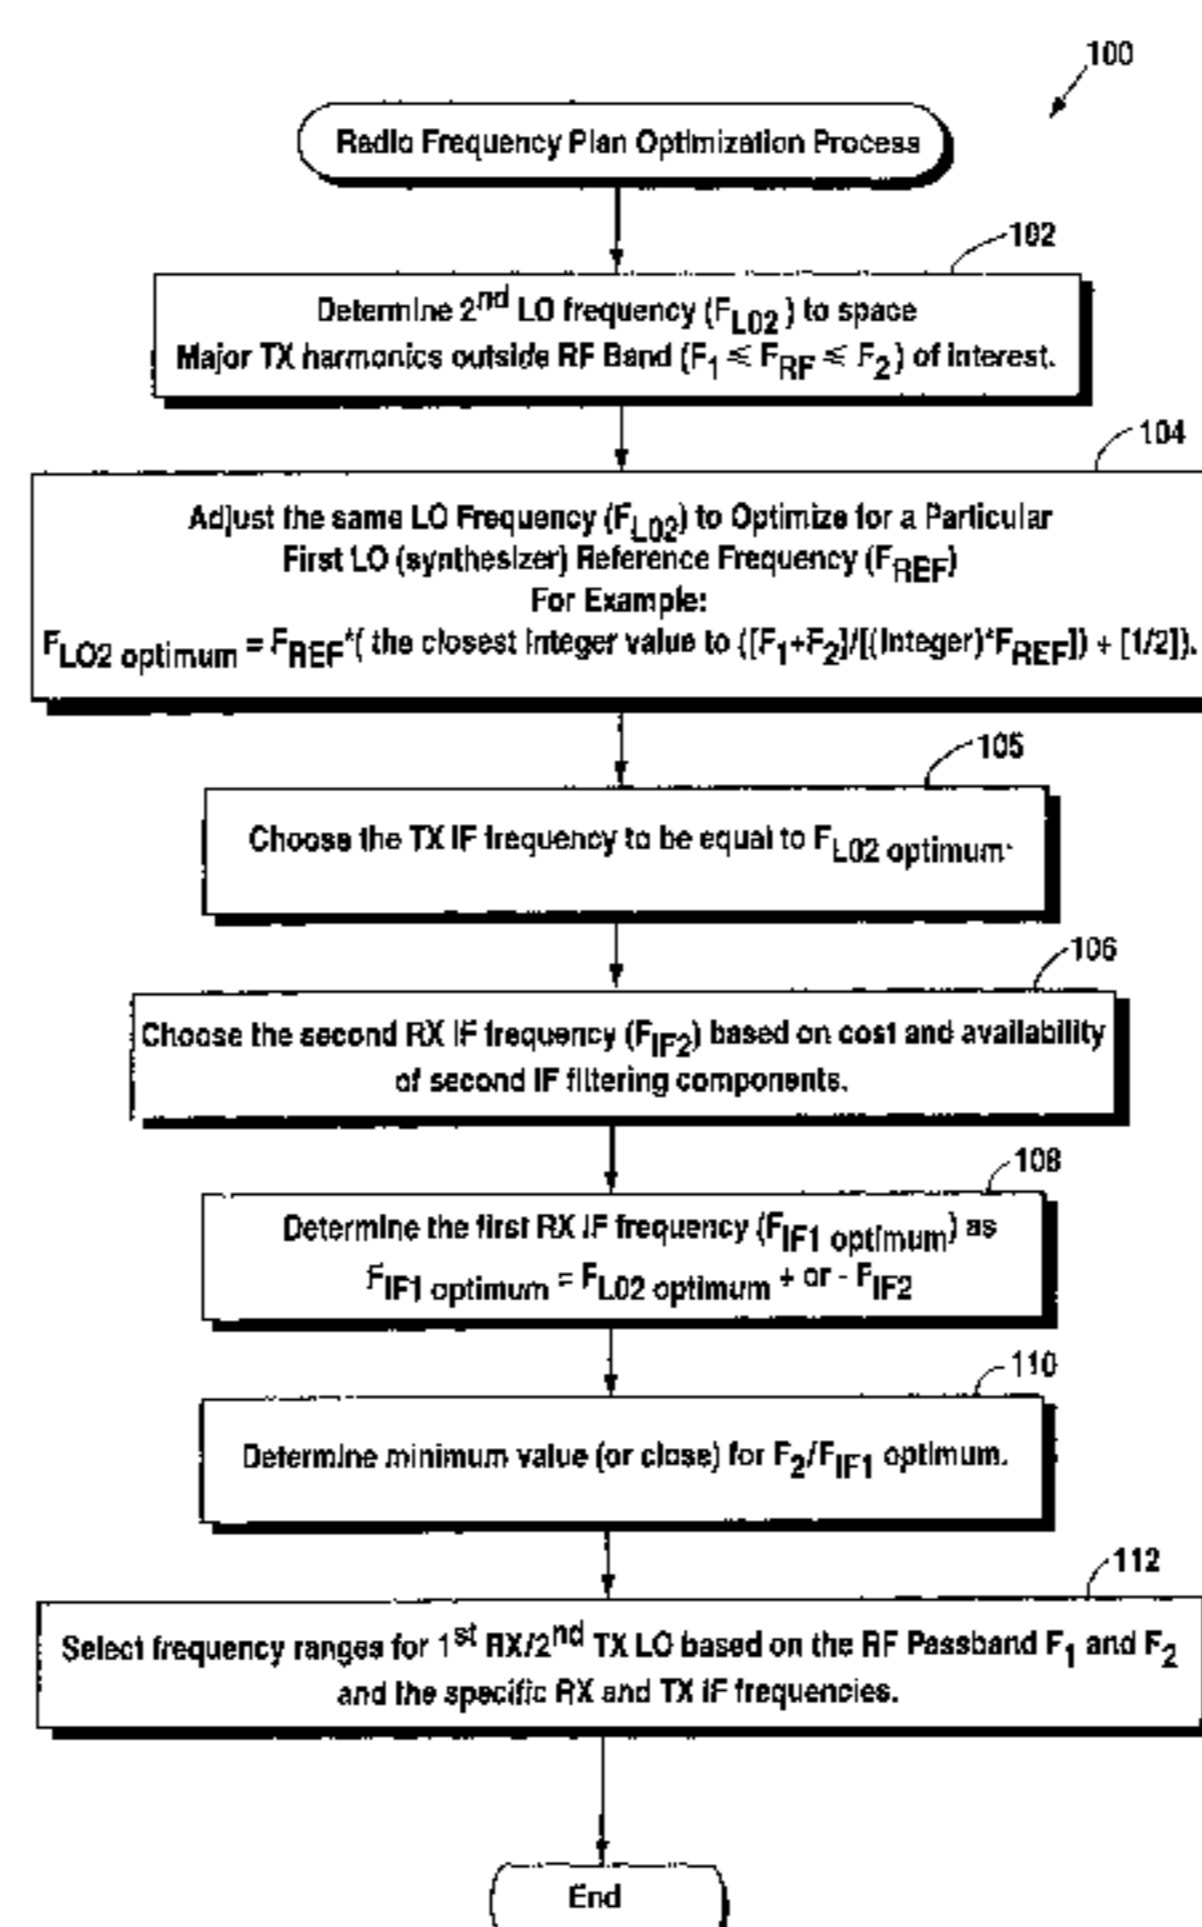 100
Radio Frequency Plan Optimization Process
102
Determine 2nd LO frequency (FLO2) to space
Major TX harmonics outside RF Band (F1 ≤ FRF ≤ F2) of interest.
104
Adjust the same LO Frequency (FLO2) to Optimize for a Particular
First LO (synthesizer) Reference Frequency (FREF)
For Example:
FLO2 optimum = FREF*( the closest integer value to ([F1+F2]/[(Integer)*FREF]) + [1/2]).
105
Choose the TX IF frequency to be equal to FLO2 optimum.
106
Choose the second RX IF frequency (FIF2) based on cost and availability
of second IF filtering components.
108
Determine the first RX IF frequency (FIF1 optimum) as
FIF1 optimum = FLO2 optimum + or - FIF2
110
Determine minimum value (or close) for F2/FIF1 optimum.
112
Select frequency ranges for 1st RX/2nd TX LO based on the RF Passband F1 and F2
and the specific RX and TX IF frequencies.
End